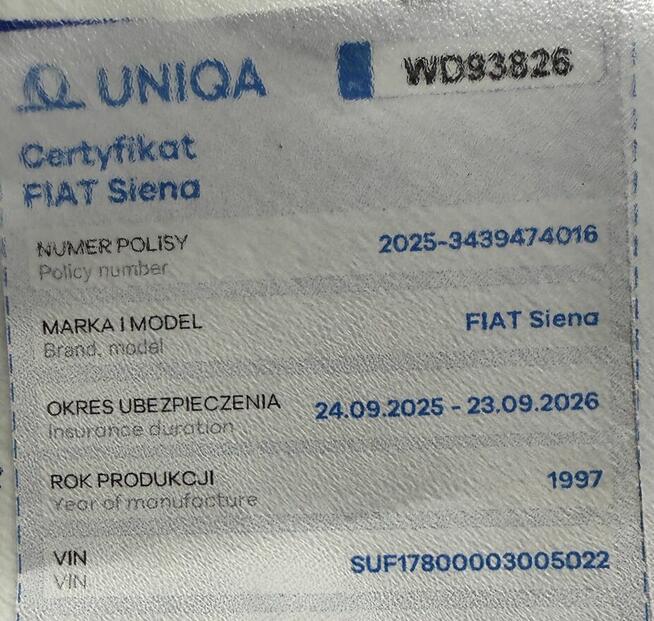 UNIQA
WD93826
Certyfikat
FIAT Siena
NUMER POLISY 2025-3439474016
Policy number
MARKA I MODEL FIAT Siena
Brand, model
OKRES UBEZPIECZENIA 24.09.2025 - 23.09.2026
Insurance duration
ROK PRODUKCJI 1997
Year of manufacture
VIN SUF17800003005022
VIN